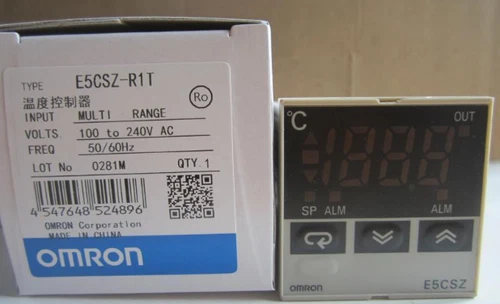 TYPE E5CSZ-R1T
温度控制器
Ro
INPUT MULTI RANGE
VOLTS 100 to 240V AC
FREQ 50/60Hz
LOT No 0281M QTY.1
4 547648 524896
OMRON Corporation
MADE IN CHINA
OMRON
°C
OUT
1888
SP ALM ALM
OMRON E5CSZ